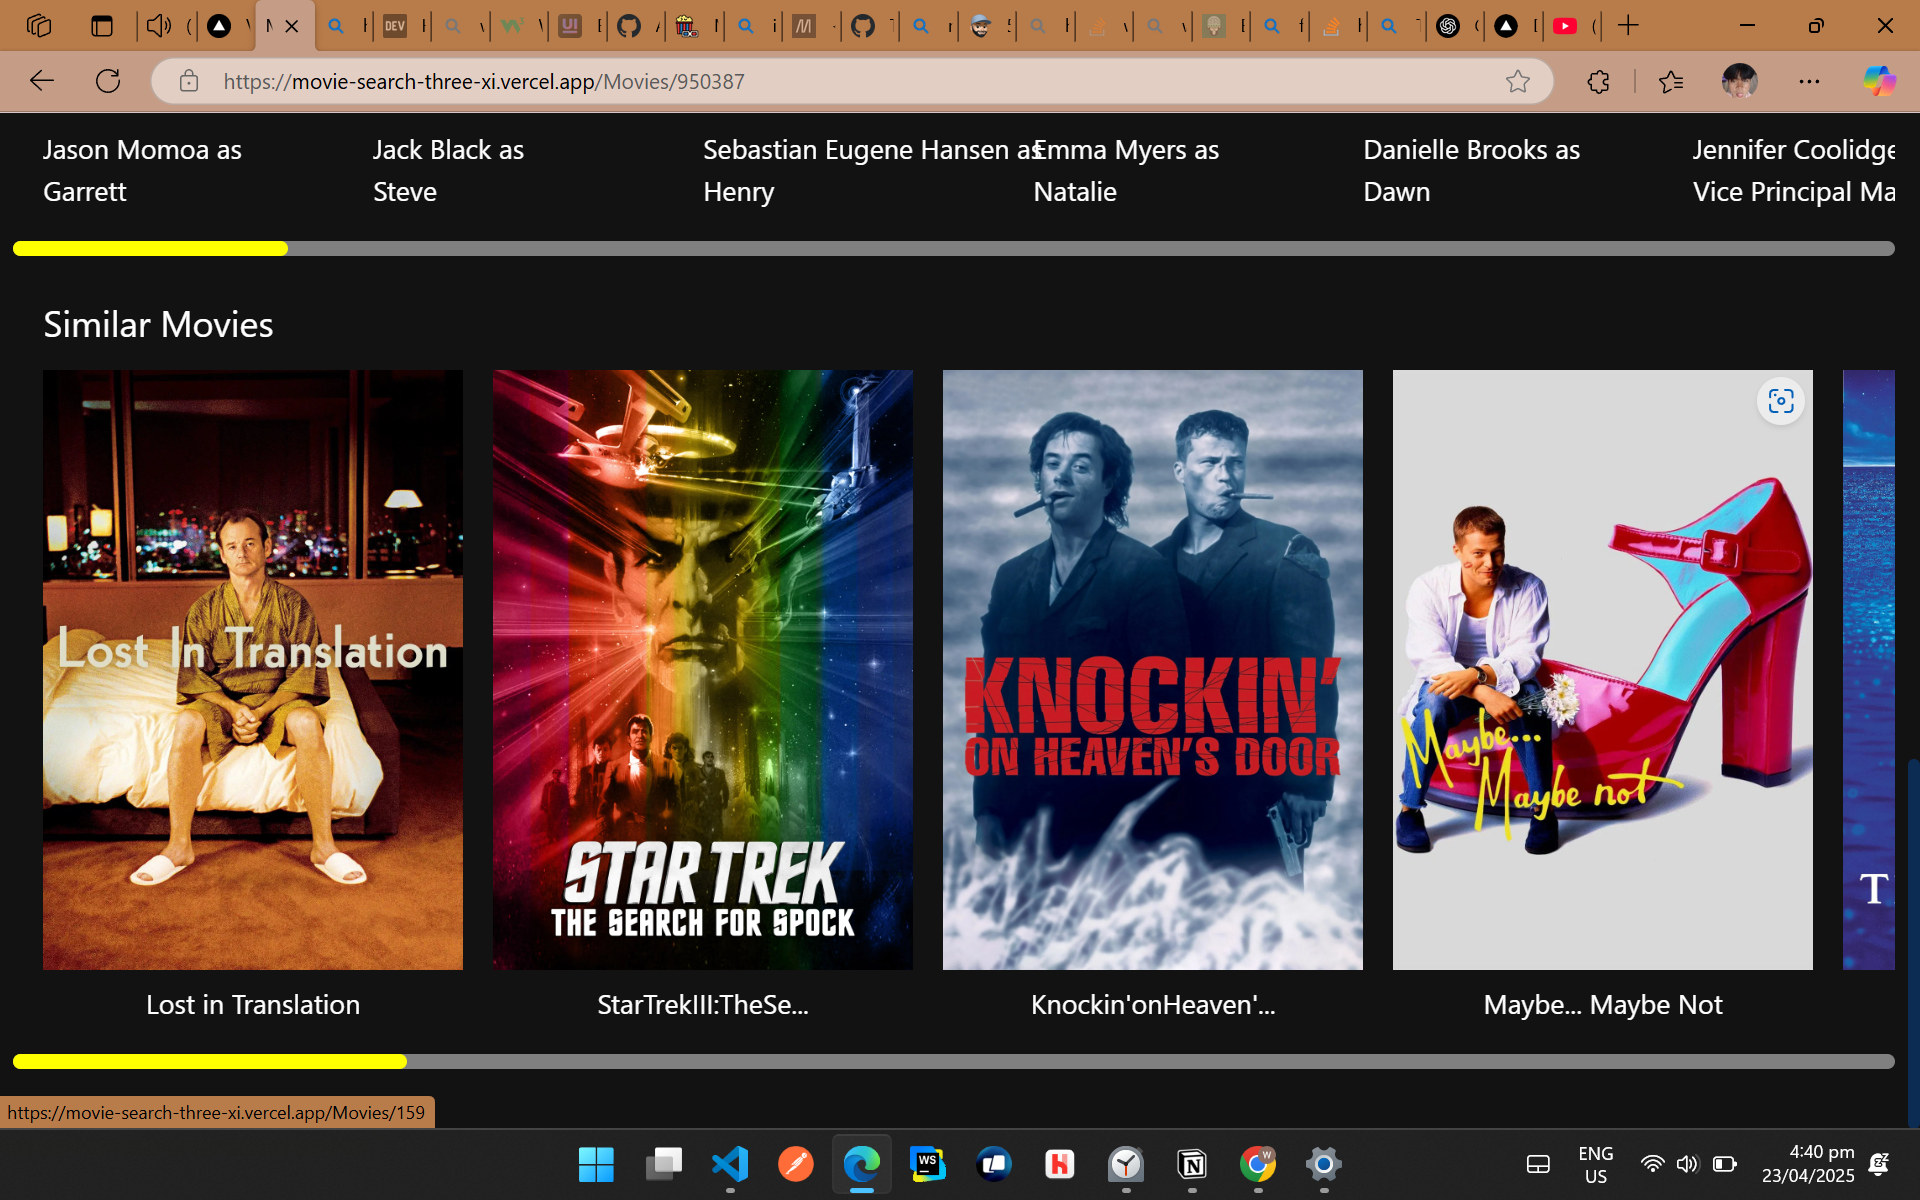 https://movie-search-three-xi.vercel.app/Movies/950387
Jason Momoa as
Garrett
Jack Black as
Steve
Sebastian Eugene Hansen as
Henry
Emma Myers as
Natalie
Danielle Brooks as
Dawn
Jennifer Coolidge
Vice Principal Ma
Similar Movies
Lost In Translation
STAR TREK
THE SEARCH FOR SPOCK
KNOCKIN'
ON HEAVEN'S DOOR
Maybe...
Maybe not
T
Lost in Translation
StarTrekIII:TheSe...
Knockin'onHeaven'...
Maybe... Maybe Not
https://movie-search-three-xi.vercel.app/Movies/159
ENG
US
4:40 pm
23/04/2025